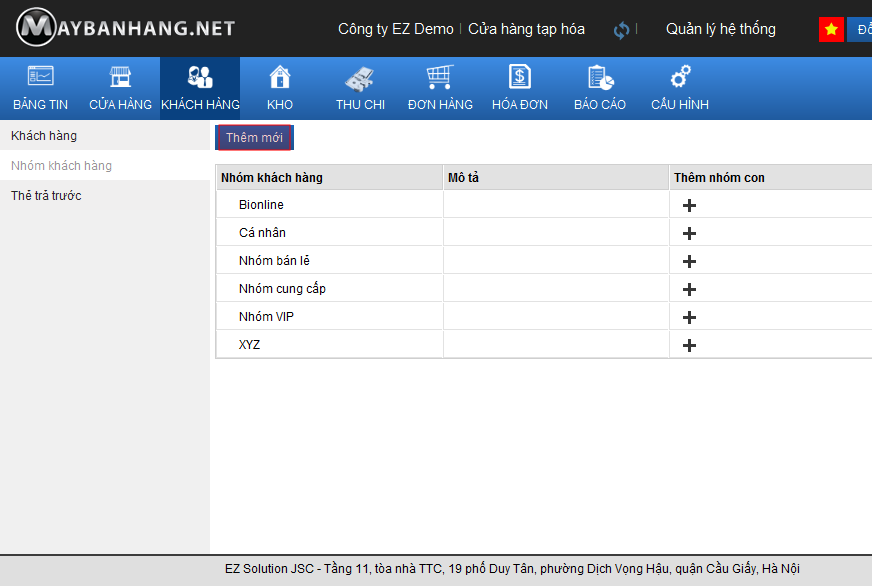 MAYBANHANG.NET
Công ty EZ Demo | Cửa hàng tạp hóa | Quản lý hệ thống
BẢNG TIN CỬA HÀNG KHÁCH HÀNG KHO THU CHI ĐƠN HÀNG HÓA ĐƠN BÁO CÁO CẤU HÌNH
Khách hàng
Nhóm khách hàng
Thẻ trả trước
Thêm mới
Nhóm khách hàng Mô tả Thêm nhóm con
Bionline
Cá nhân
Nhóm bán lẻ
Nhóm cung cấp
Nhóm VIP
XYZ
EZ Solution JSC - Tầng 11, tòa nhà TTC, 19 phố Duy Tân, phường Dịch Vọng Hậu, quận Cầu Giấy, Hà Nội